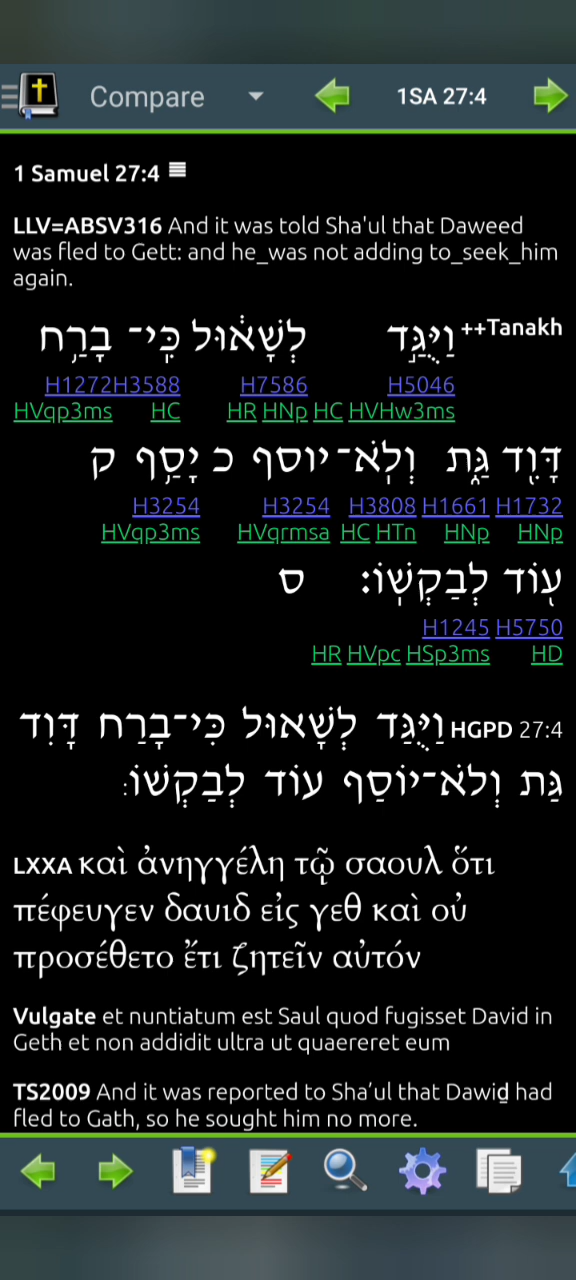 Compare
1SA 27:4
1 Samuel 27:4
LLV=ABSV316 And it was told Sha'ul that Daweed
was fled to Gett: and he_was not adding to_seek_him
again.
++Tanakh וַיֻּגַּ֣ד לְשָׁא֔וּל כִּֽי־ בָרַ֥ח
H5046 H7586 H3588 H1272
HC HVHw3ms HR HNp HC HVqp3ms
דָּוִ֖ד גַּ֑ת וְלֹֽא־ יוסף כ יָסַ֥ף ק
H1732 H1661 H3808 H3254 H3254
HNp HNp HC HTn HVqrmsa HVqp3ms
ע֖וֹד לְבַקְשֽׁוֹ׃ ס
H5750 H1245
HD HR HVpc HSp3ms
HGPD 27:4 וַיֻּגַּד לְשָׁאוּל כִּי־בָרַח דָּוִד
גַּת וְלֹא־יוֹסַף עוֹד לְבַקְשׁוֹ׃
LXXA καὶ ἀνηγγέλη τῷ σαουλ ὅτι
πέφευγεν δαυιδ εἰς γεθ καὶ οὐ
προσέθετο ἔτι ζητεῖν αὐτόν
Vulgate et nuntiatum est Saul quod fugisset David in
Geth et non addidit ultra ut quaereret eum
TS2009 And it was reported to Sha’ul that Dawiḏ had
fled to Gath, so he sought him no more.